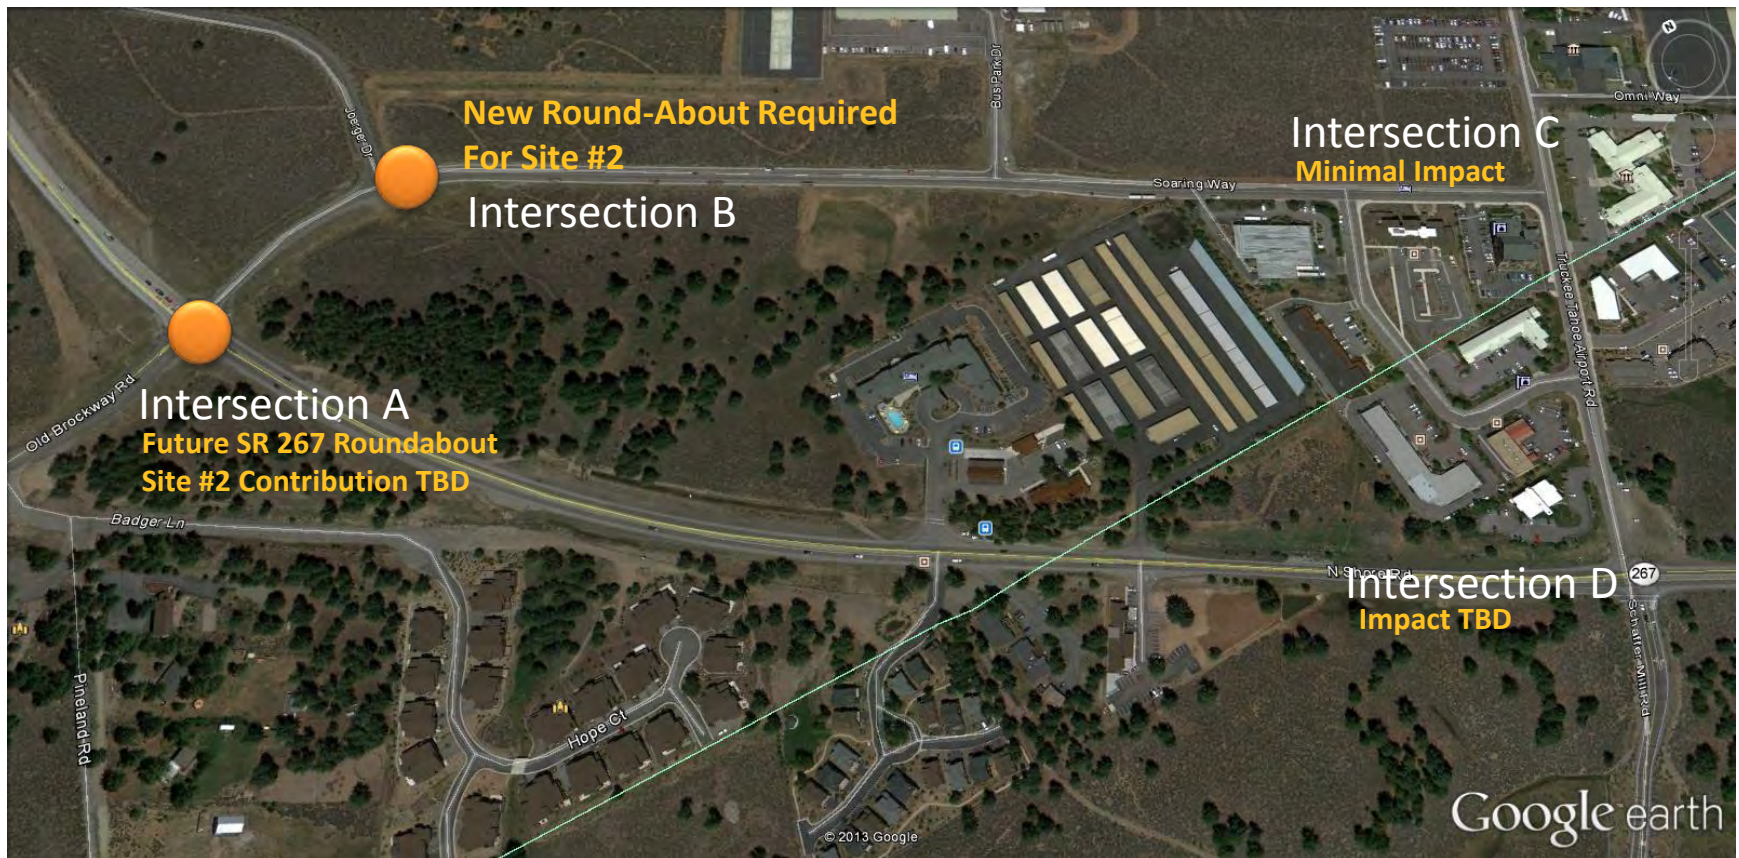 N
Bus Park Dr
Omni Way
Joerger Dr
New Round-About Required
For Site #2
Intersection C
Minimal Impact
Soaring Way
Intersection B
Truckee Tahoe Airport Rd
Old Brockway Rd
Intersection A
Future SR 267 Roundabout
Site #2 Contribution TBD
Badger Ln
N Shore Rd
267
Intersection D
Impact TBD
Schaffer Mill Rd
Pineland Rd
Hope Ct
Google earth
© 2013 Google